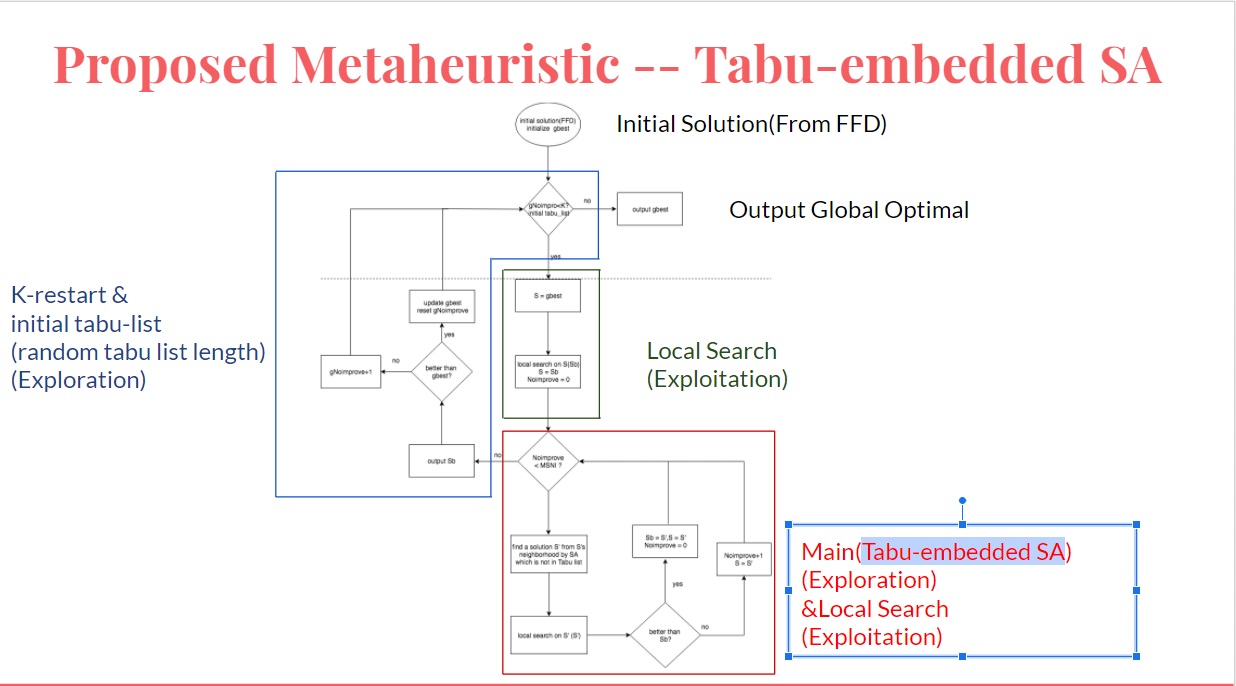 Proposed Metaheuristic -- Tabu-embedded SA
initial solution(FFD)
initialize gbest
Initial Solution(From FFD)
gNoimpro<K?
initial tabu_list
no
output gbest
Output Global Optimal
yes
K-restart &
initial tabu-list
(random tabu list length)
(Exploration)
update gbest
reset gNoimprove
yes
gNoimprove+1
no
better than
gbest?
output Sb
no
S = gbest
local search on S(Sb)
S = Sb
Noimprove = 0
Local Search
(Exploitation)
Noimprove
< MSNI ?
find a solution S' from S's
neighborhood by SA
which is not in Tabu list
local search on S' (S')
Sb = S',S = S'
Noimprove = 0
yes
better than
Sb?
no
Noimprove+1
S = S'
Main(Tabu-embedded SA)
(Exploration)
&Local Search
(Exploitation)